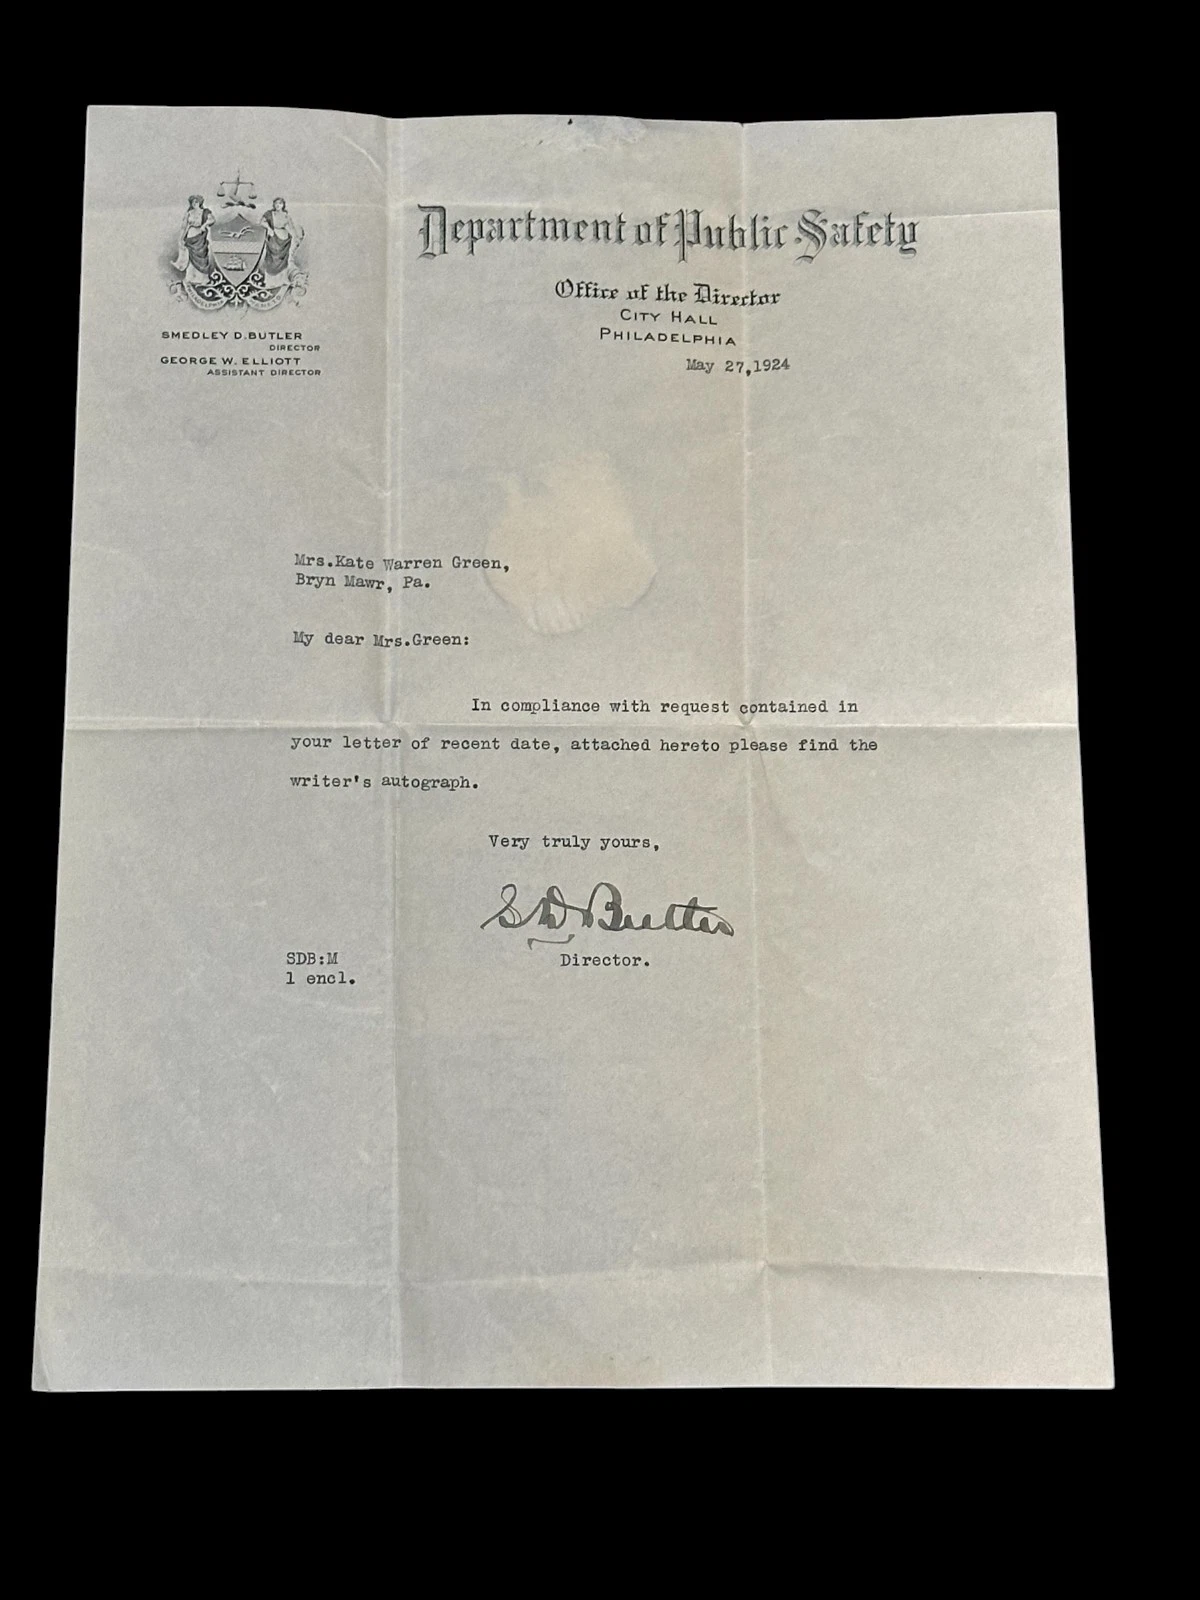 Department of Public Safety
Office of the Director
CITY HALL
PHILADELPHIA
SMEDLEY D. BUTLER
DIRECTOR
GEORGE W. ELLIOTT
ASSISTANT DIRECTOR
May 27,1924
Mrs.Kate Warren Green,
Bryn Mawr, Pa.
My dear Mrs.Green:
In compliance with request contained in
your letter of recent date, attached hereto please find the
writer's autograph.
Very truly yours,
S D Butler
Director.
SDB:M
1 encl.